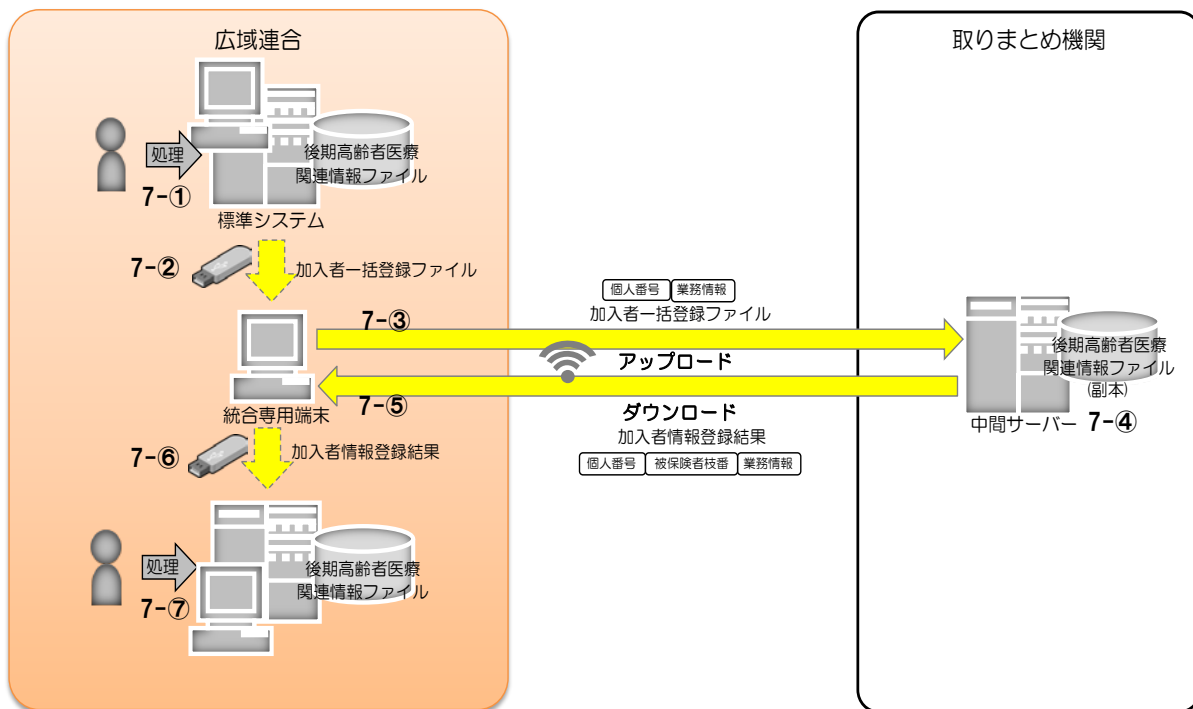 広域連合
取りまとめ機関
処理
7-①
後期高齢者医療
関連情報ファイル
標準システム
7-②
加入者一括登録ファイル
7-③
個人番号
業務情報
加入者一括登録ファイル
アップロード
後期高齢者医療
関連情報ファイル
(副本)
中間サーバー
7-④
統合専用端末
7-⑤
ダウンロード
加入者情報登録結果
個人番号
被保険者枝番
業務情報
7-⑥
加入者情報登録結果
処理
7-⑦
後期高齢者医療
関連情報ファイル